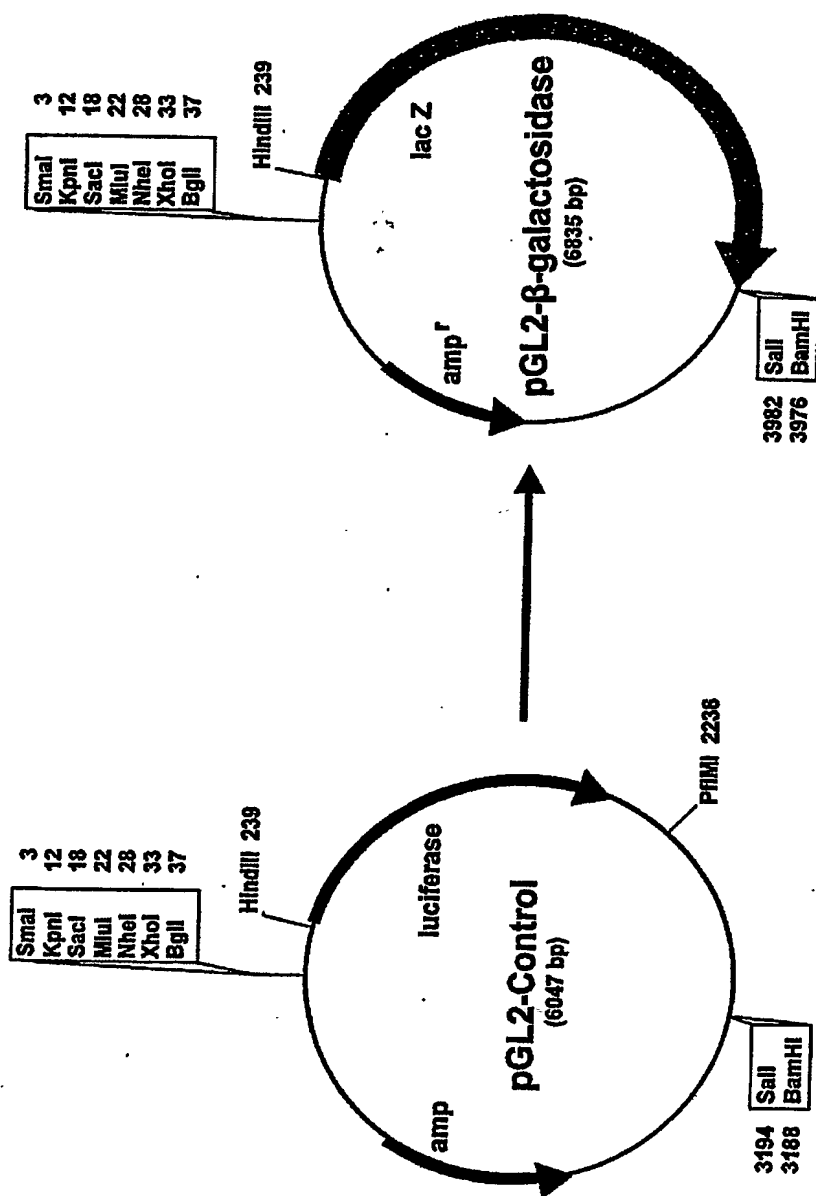 SmaI 3
KpnI 12
SacI 18
MluI 22
NheI 28
XhoI 33
BglI 37
HindIII 239
luciferase
amp
pGL2-Control
(6047 bp)
PflMI 2236
3194 SalI
3188 BamHI
SmaI 3
KpnI 12
SacI 18
MluI 22
NheI 28
XhoI 33
BglI 37
HindIII 239
lac Z
amp r
pGL2-β-galactosidase
(6835 bp)
3982 SalI
3976 BamHI